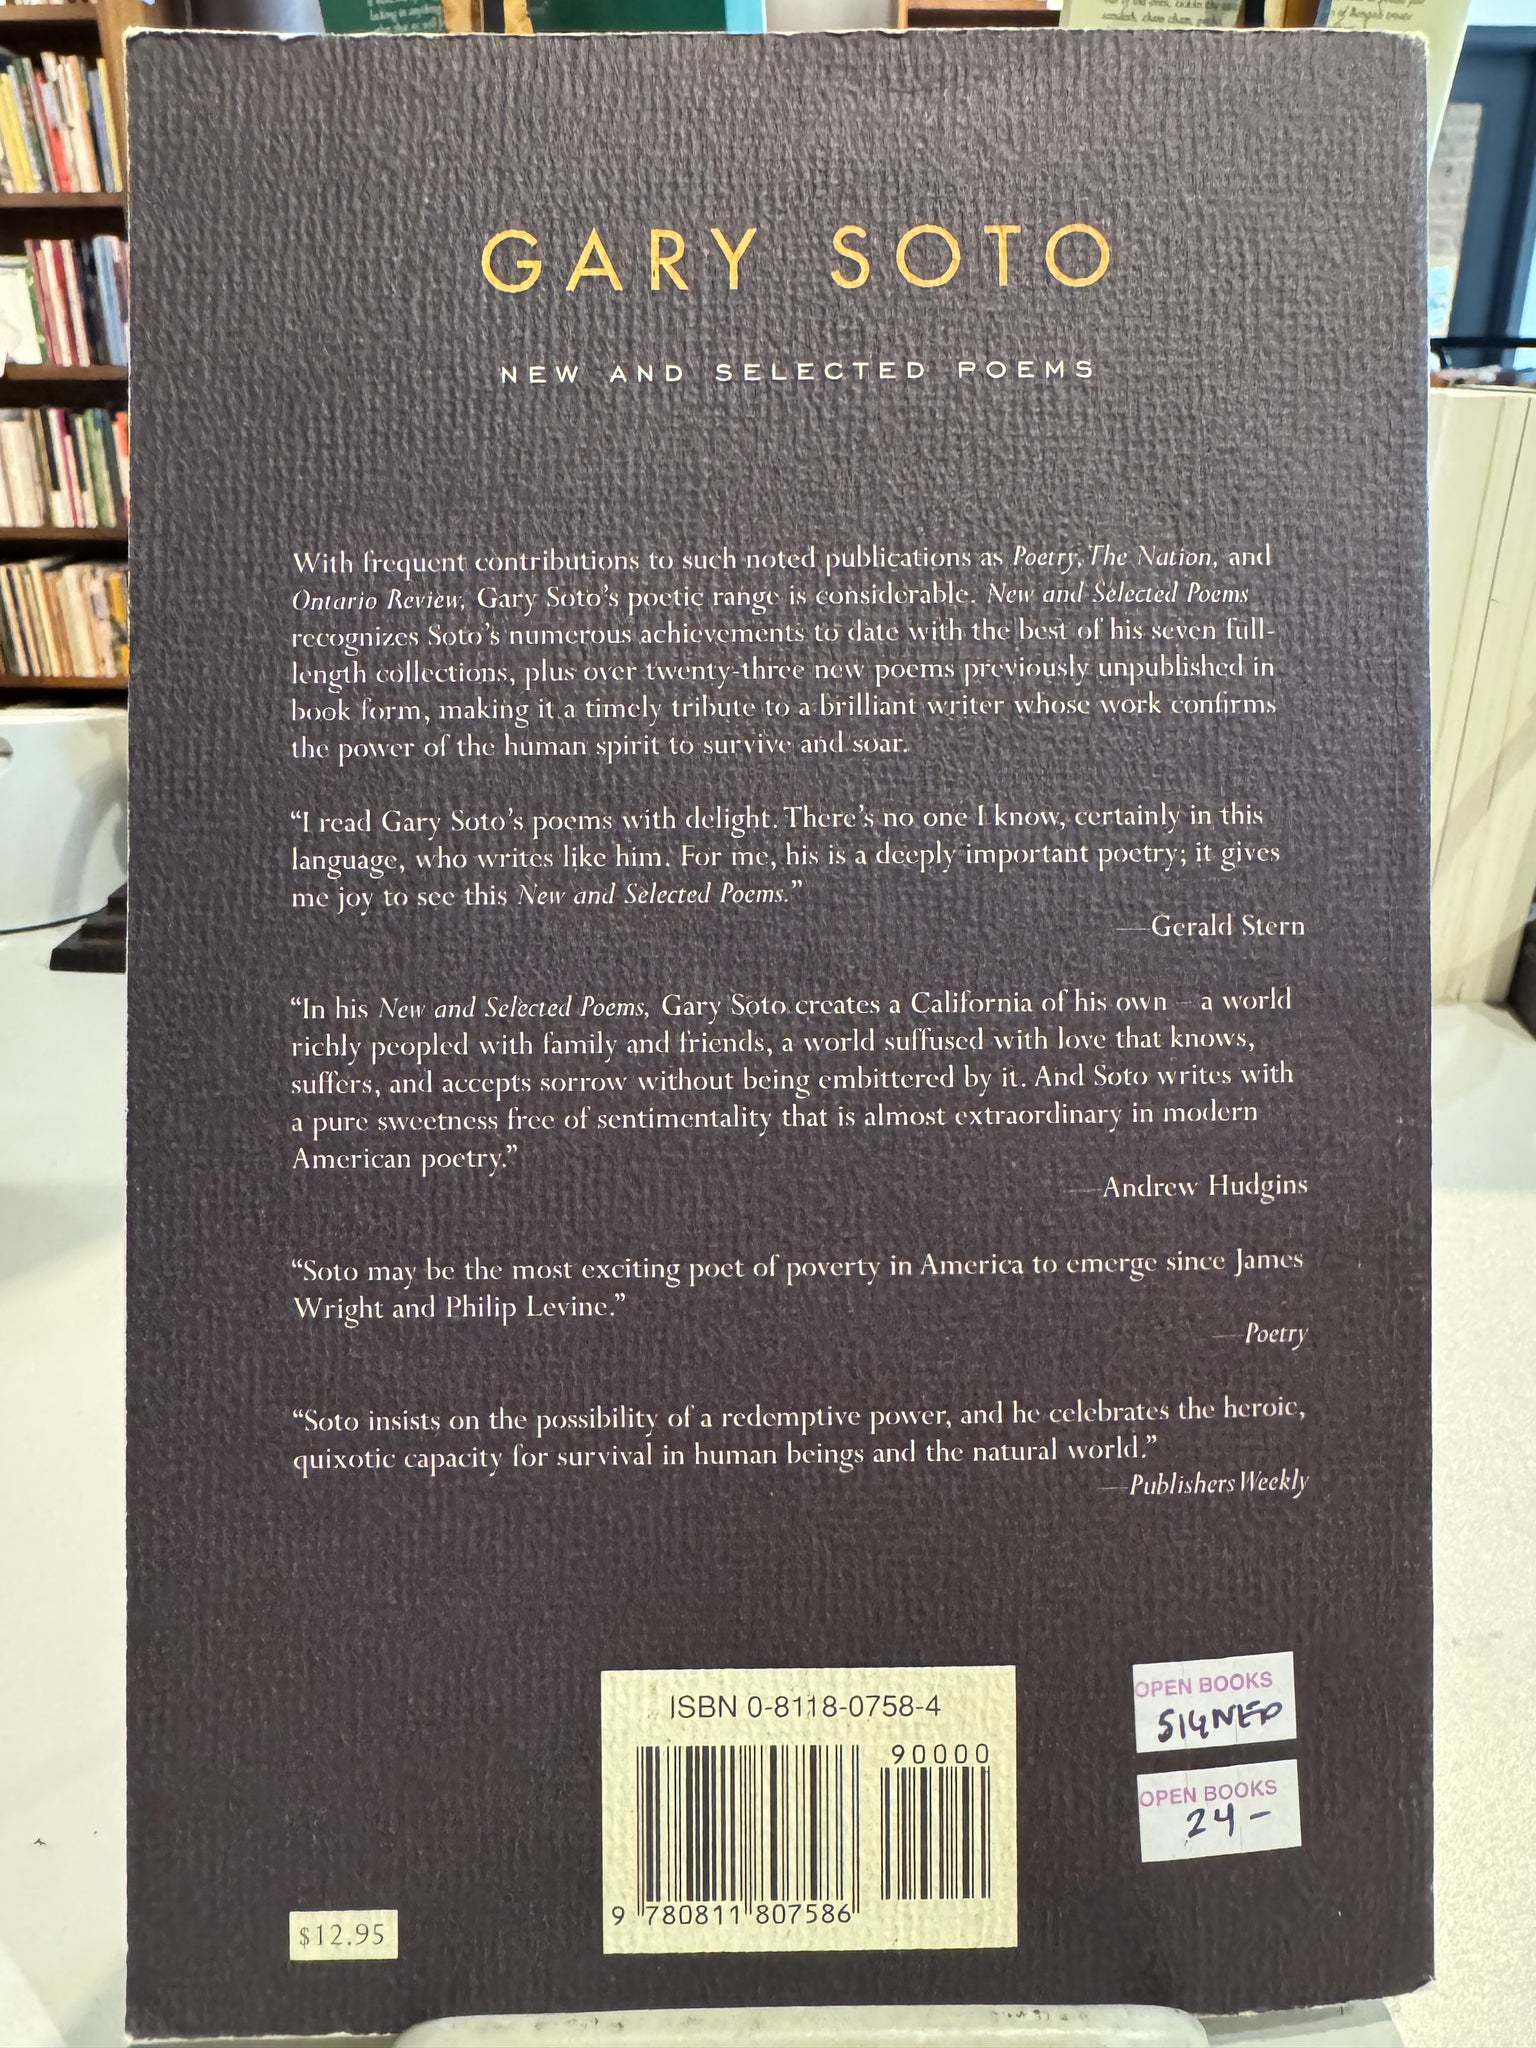 GARY SOTO
NEW AND SELECTED POEMS
With frequent contributions to such noted publications as Poetry, The Nation, and
Ontario Review, Gary Soto's poetic range is considerable. New and Selected Poems
recognizes Soto's numerous achievements to date with the best of his seven full-
length collections, plus over twenty-three new poems previously unpublished in
book form, making it a timely tribute to a brilliant writer whose work confirms
the power of the human spirit to survive and soar.
“I read Gary Soto's poems with delight. There's no one I know, certainly in this
language, who writes like him. For me, his is a deeply important poetry; it gives
me joy to see this New and Selected Poems.”
—Gerald Stern
“In his New and Selected Poems, Gary Soto creates a California of his own – a world
richly peopled with family and friends, a world suffused with love that knows,
suffers, and accepts sorrow without being embittered by it. And Soto writes with
a pure sweetness free of sentimentality that is almost extraordinary in modern
American poetry.”
—Andrew Hudgins
“Soto may be the most exciting poet of poverty in America to emerge since James
Wright and Philip Levine.”
—Poetry
“Soto insists on the possibility of a redemptive power, and he celebrates the heroic,
quixotic capacity for survival in human beings and the natural world.”
—Publishers Weekly
ISBN 0-8118-0758-4
90000
9 780811 807586
OPEN BOOKS
SIGNED
OPEN BOOKS
24-
$12.95